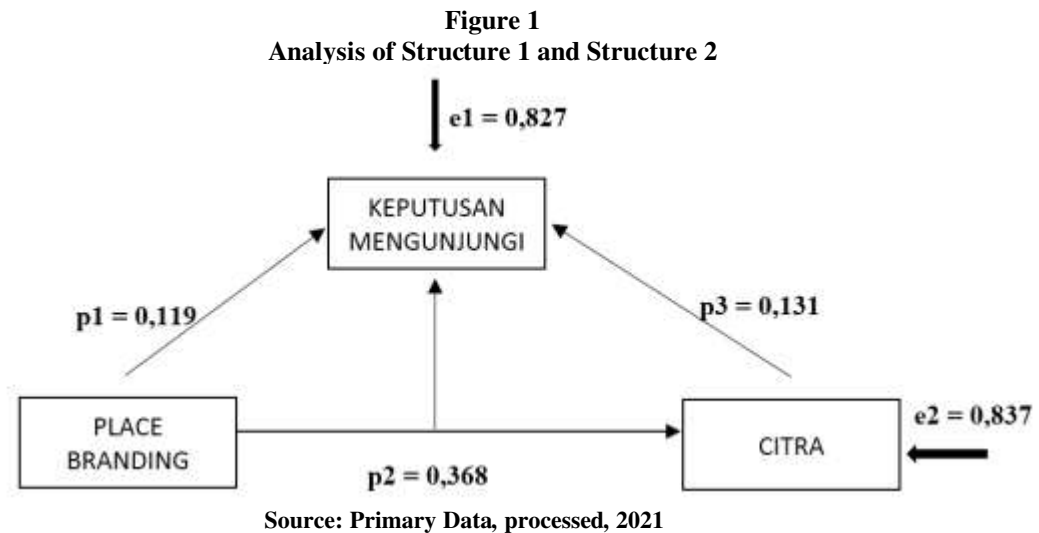 Figure 1
Analysis of Structure 1 and Structure 2
e1 = 0,827
KEPUTUSAN
MENGUNJUNGI
p1 = 0,119
p3 = 0,131
PLACE
BRANDING
CITRA
e2 = 0,837
p2 = 0,368
Source: Primary Data, processed, 2021